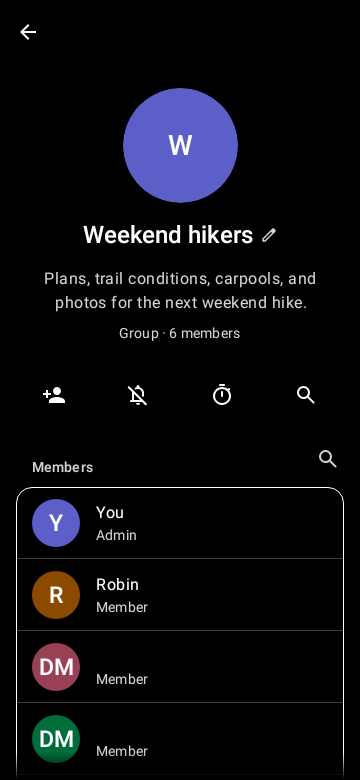 W
Weekend hikers
Plans, trail conditions, carpools, and
photos for the next weekend hike.
Group · 6 members
Members
Y
You
Admin
R
Robin
Member
DM
Member
DM
Member